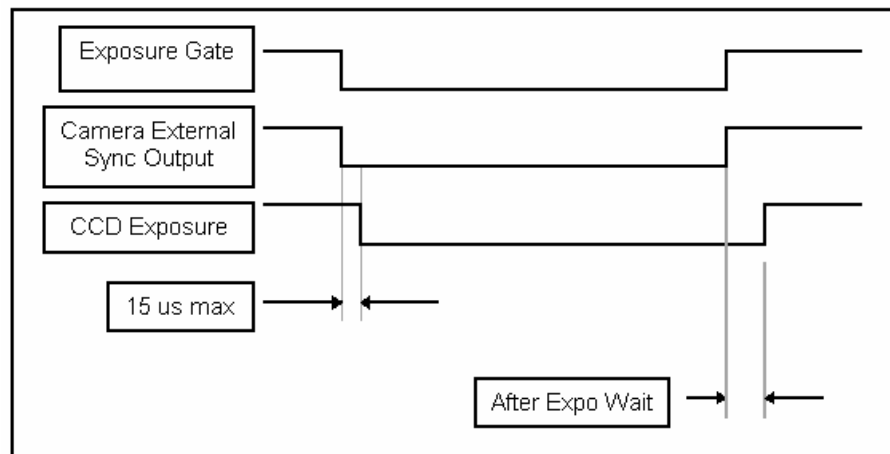 Exposure Gate
Camera External
Sync Output
CCD Exposure
15 us max
After Expo Wait